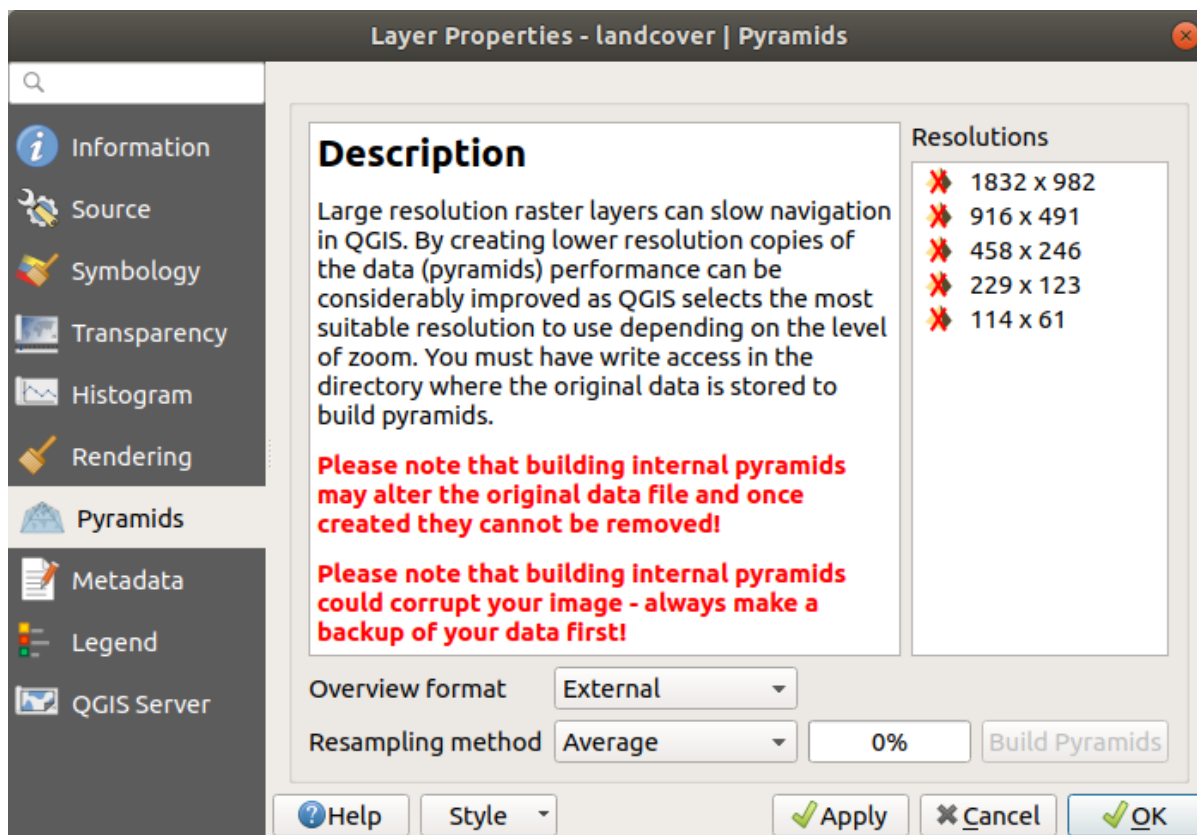 Layer Properties - landcover | Pyramids
Information
Source
Symbology
Transparency
Histogram
Rendering
Pyramids
Metadata
Legend
QGIS Server
Description
Large resolution raster layers can slow navigation
in QGIS. By creating lower resolution copies of
the data (pyramids) performance can be
considerably improved as QGIS selects the most
suitable resolution to use depending on the level
of zoom. You must have write access in the
directory where the original data is stored to
build pyramids.
Please note that building internal pyramids
may alter the original data file and once
created they cannot be removed!
Please note that building internal pyramids
could corrupt your image - always make a
backup of your data first!
Resolutions
1832 x 982
916 x 491
458 x 246
229 x 123
114 x 61
Overview format External
Resampling method Average 0% Build Pyramids
Help Style Apply Cancel OK